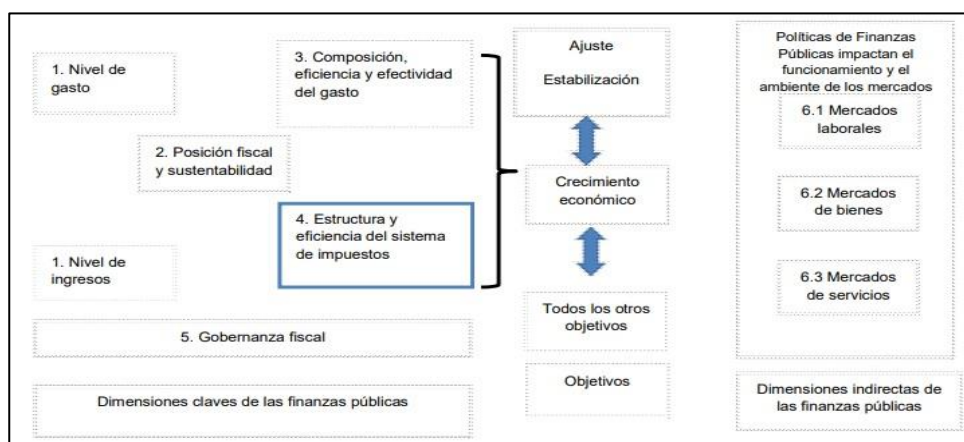 1. Nivel de
gasto
3. Composición,
eficiencia y efectividad
del gasto
2. Posición fiscal
y sustentabilidad
4. Estructura y
eficiencia del sistema
de impuestos
1. Nivel de
ingresos
5. Gobernanza fiscal
Dimensiones claves de las finanzas públicas
Ajuste
Estabilización
Crecimiento
económico
Todos los otros
objetivos
Objetivos
Políticas de Finanzas
Públicas impactan el
funcionamiento y el
ambiente de los mercados
6.1 Mercados
laborales
6.2 Mercados
de bienes
6.3 Mercados
de servicios
Dimensiones indirectas de
las finanzas públicas